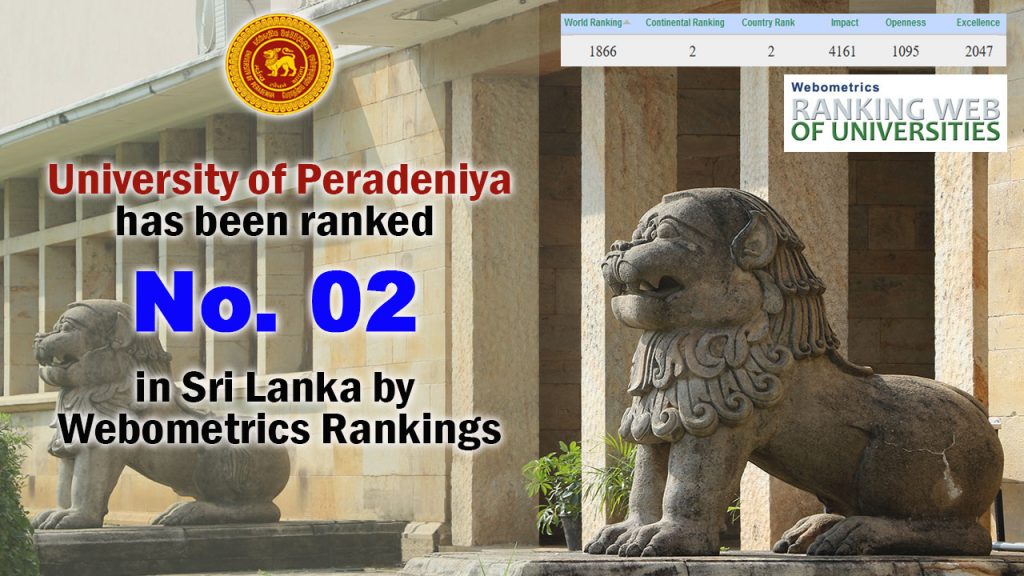 University of Peradeniya
has been ranked
No. 02
in Sri Lanka by
Webometrics Rankings
World Ranking Continental Ranking Country Rank Impact Openness Excellence
1866 2 2 4161 1095 2047
Webometrics
RANKING WEB
OF UNIVERSITIES